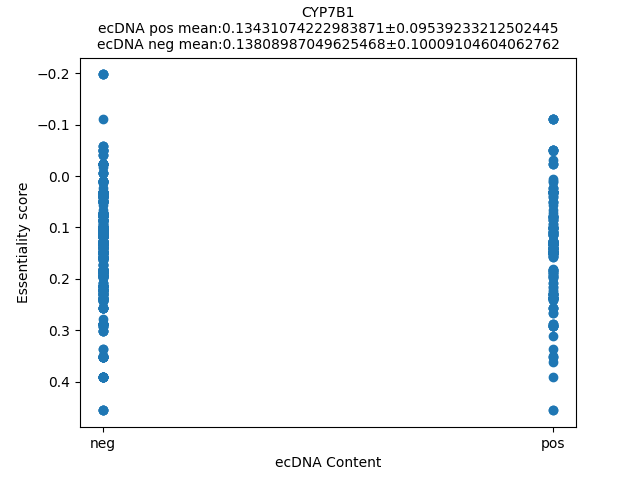 CYP7B1
ecDNA pos mean:0.13431074222983871±0.09539233212502445
ecDNA neg mean:0.13808987049625468±0.10009104604062762
−0.2
−0.1
0.0
0.1
0.2
0.3
0.4
Essentiality score
neg
pos
ecDNA Content